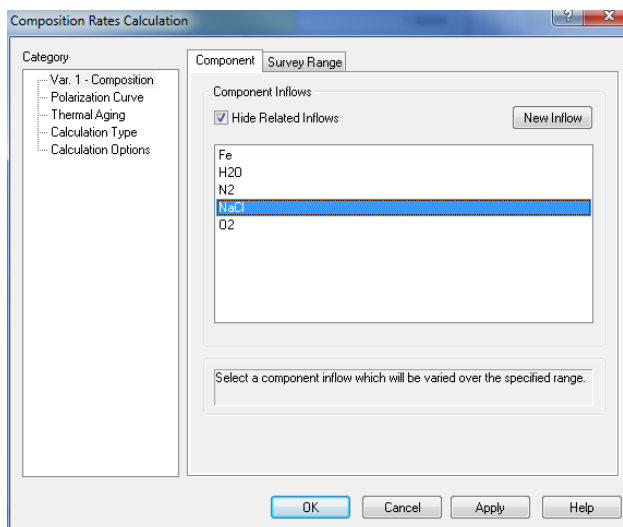 Composition Rates Calculation
Category
Var. 1 - Composition
Polarization Curve
Thermal Aging
Calculation Type
Calculation Options
Component
Survey Range
Component Inflows
Hide Related Inflows
New Inflow
Fe
H2O
N2
NaCl
O2
Select a component inflow which will be varied over the specified range.
OK
Cancel
Apply
Help